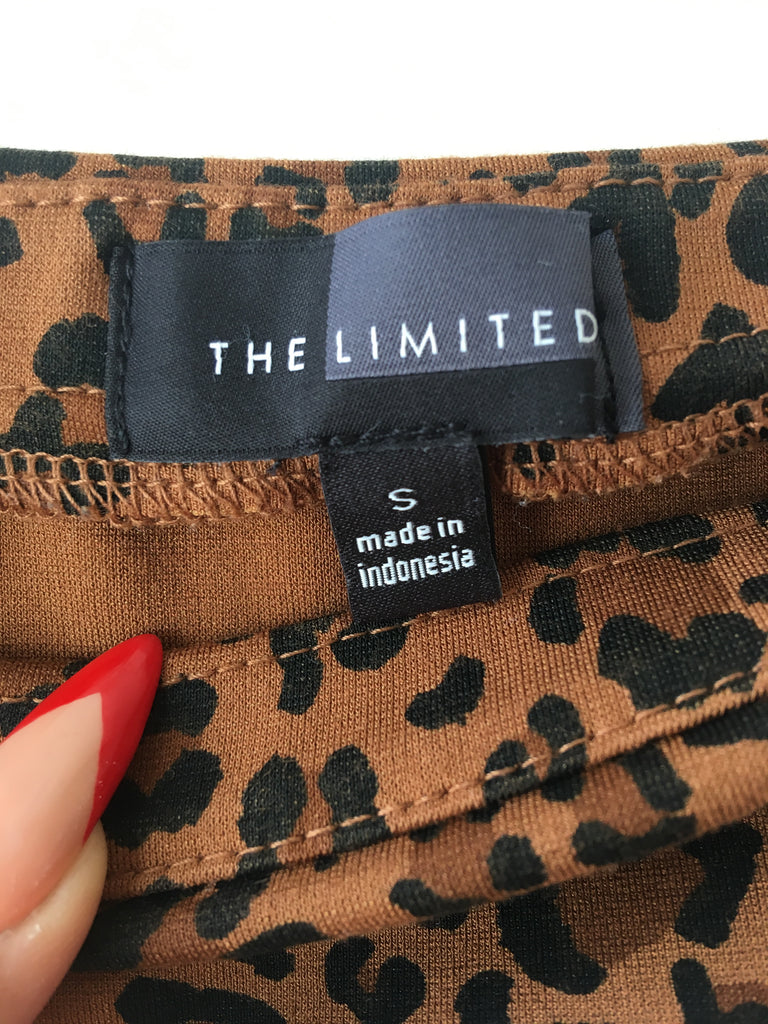 THE LIMITED
S
made in
indonesia